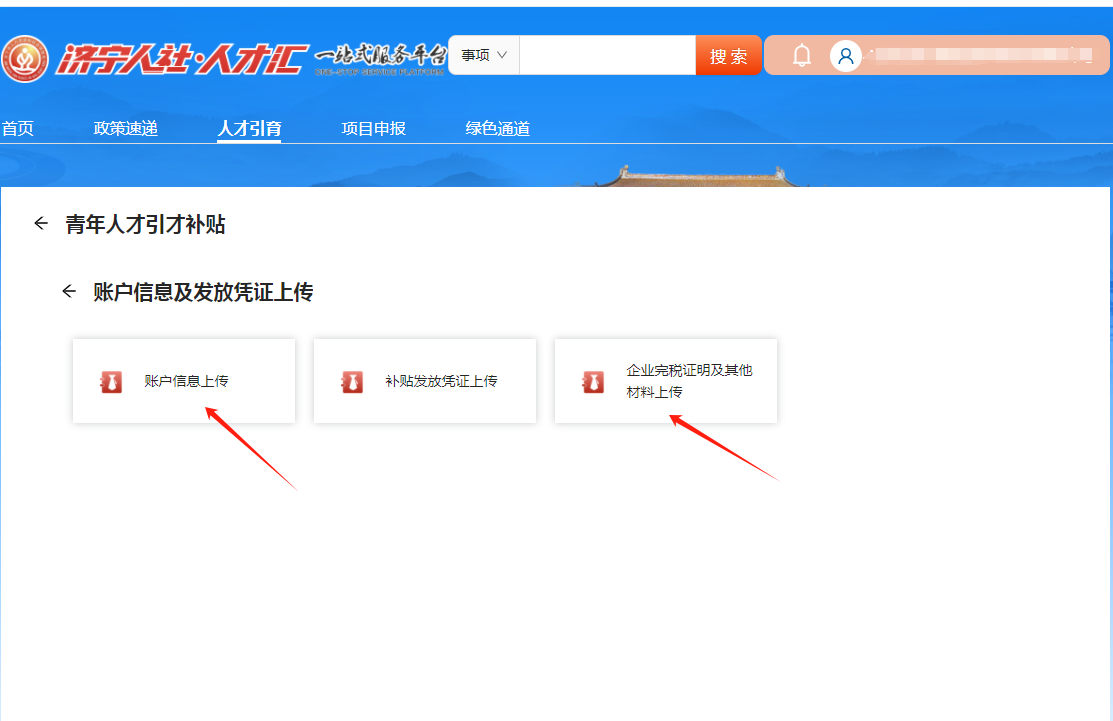 济宁人社·人才汇 一站式服务平台
ONE-STOP SERVICE PLATFORM
事项
搜 索
首页 政策速递 人才引育 项目申报 绿色通道
← 青年人才引才补贴
← 账户信息及发放凭证上传
账户信息上传
补贴发放凭证上传
企业完税证明及其他
材料上传